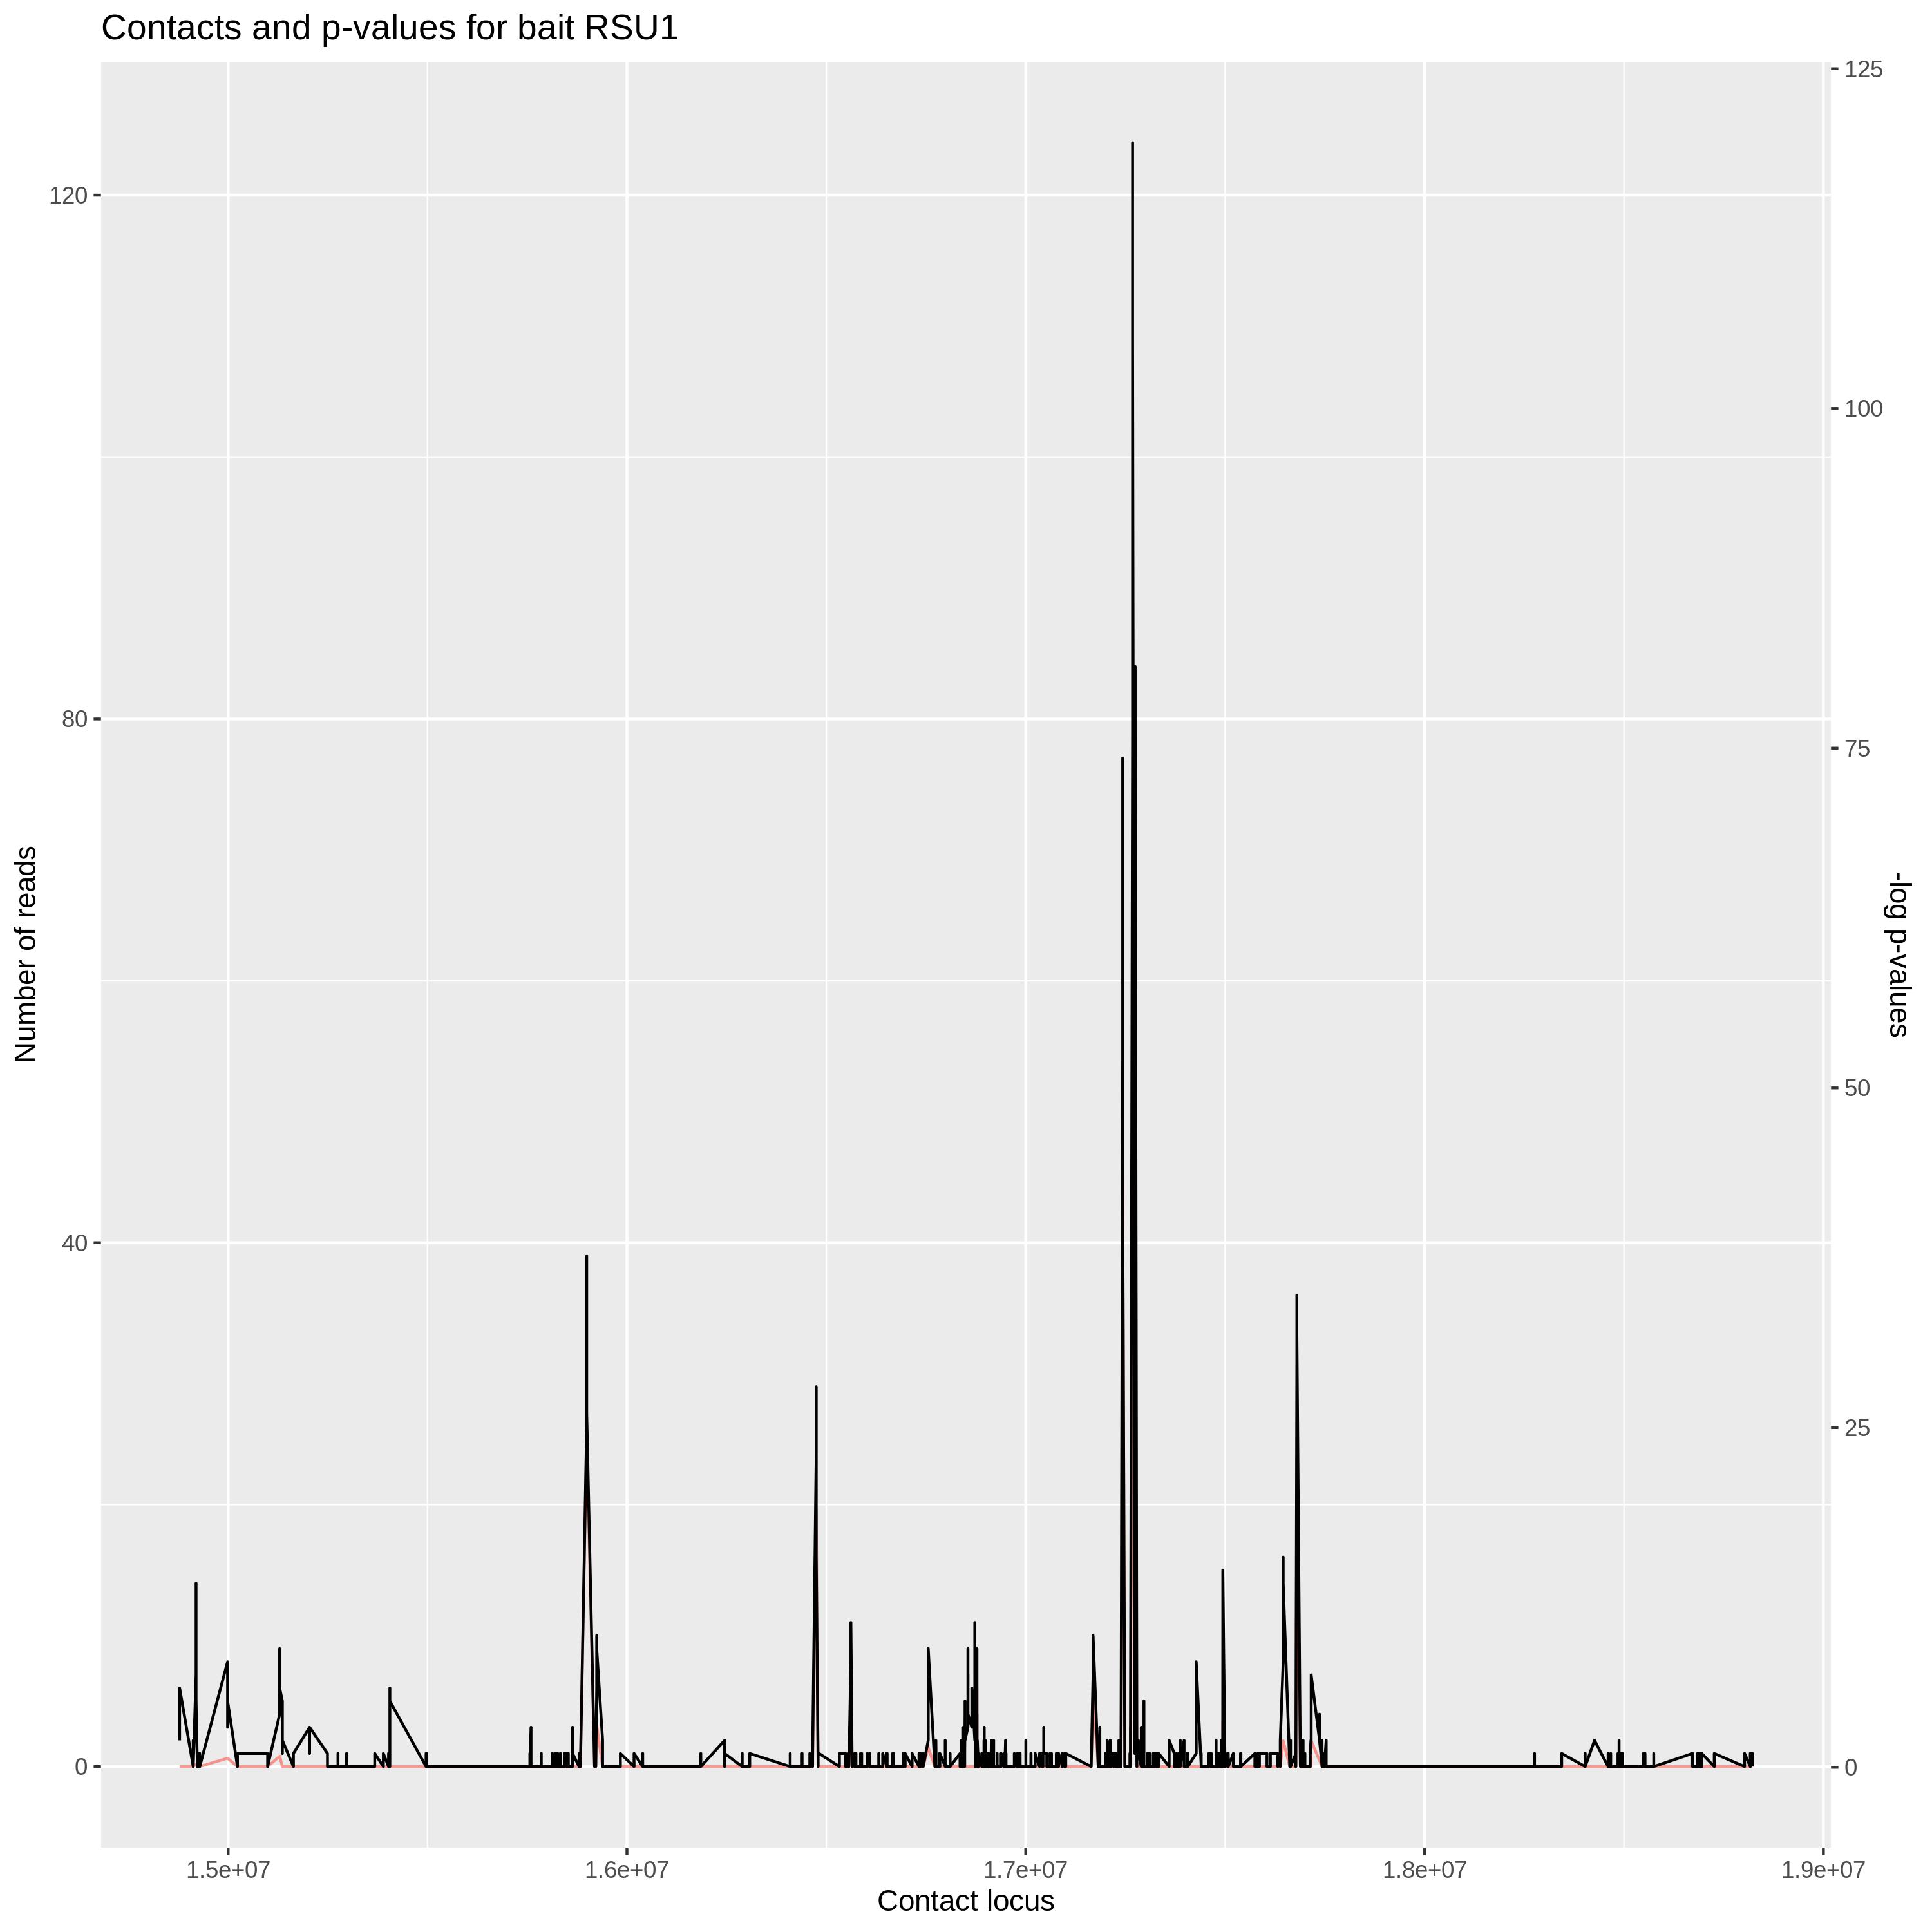 Contacts and p-values for bait RSU1
125
120
100
80
75
50
40
25
0
0
Number of reads
-log p-values
1.5e+07
1.6e+07
1.7e+07
1.8e+07
1.9e+07
Contact locus